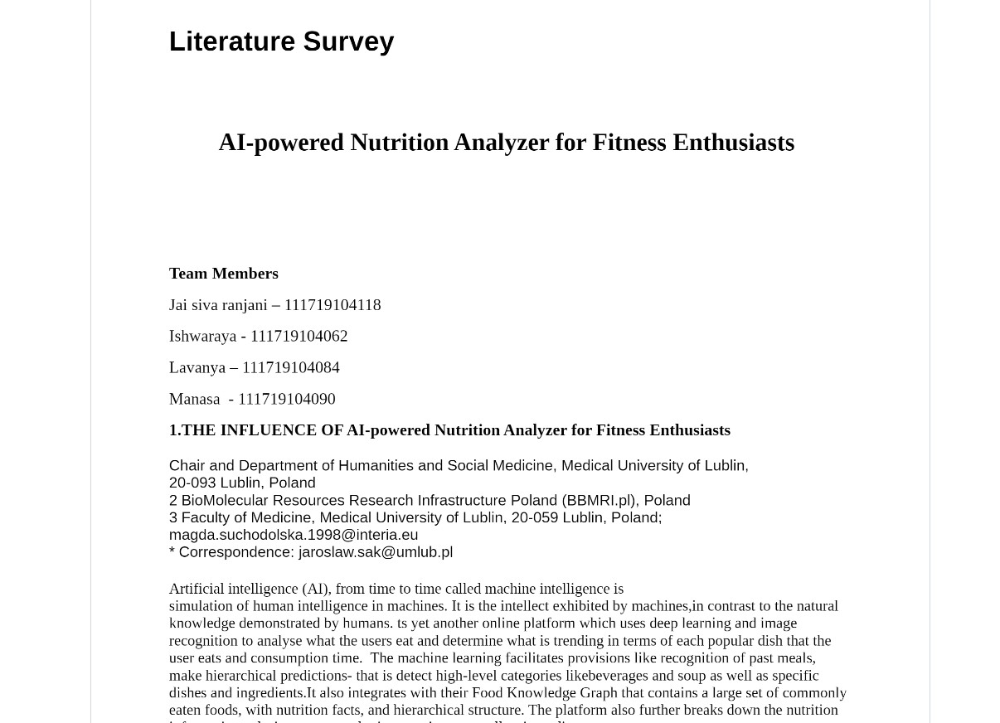 Literature Survey
AI-powered Nutrition Analyzer for Fitness Enthusiasts
Team Members
Jai siva ranjani – 111719104118
Ishwaraya - 111719104062
Lavanya – 111719104084
Manasa  - 111719104090
1.THE INFLUENCE OF AI-powered Nutrition Analyzer for Fitness Enthusiasts
Chair and Department of Humanities and Social Medicine, Medical University of Lublin,
20-093 Lublin, Poland
2 BioMolecular Resources Research Infrastructure Poland (BBMRI.pl), Poland
3 Faculty of Medicine, Medical University of Lublin, 20-059 Lublin, Poland;
magda.suchodolska.1998@interia.eu
* Correspondence: jaroslaw.sak@umlub.pl
Artificial intelligence (AI), from time to time called machine intelligence is
simulation of human intelligence in machines. It is the intellect exhibited by machines,in contrast to the natural
knowledge demonstrated by humans. ts yet another online platform which uses deep learning and image
recognition to analyse what the users eat and determine what is trending in terms of each popular dish that the
user eats and consumption time.  The machine learning facilitates provisions like recognition of past meals,
make hierarchical predictions- that is detect high-level categories likebeverages and soup as well as specific
dishes and ingredients.It also integrates with their Food Knowledge Graph that contains a large set of commonly
eaten foods, with nutrition facts, and hierarchical structure. The platform also further breaks down the nutrition